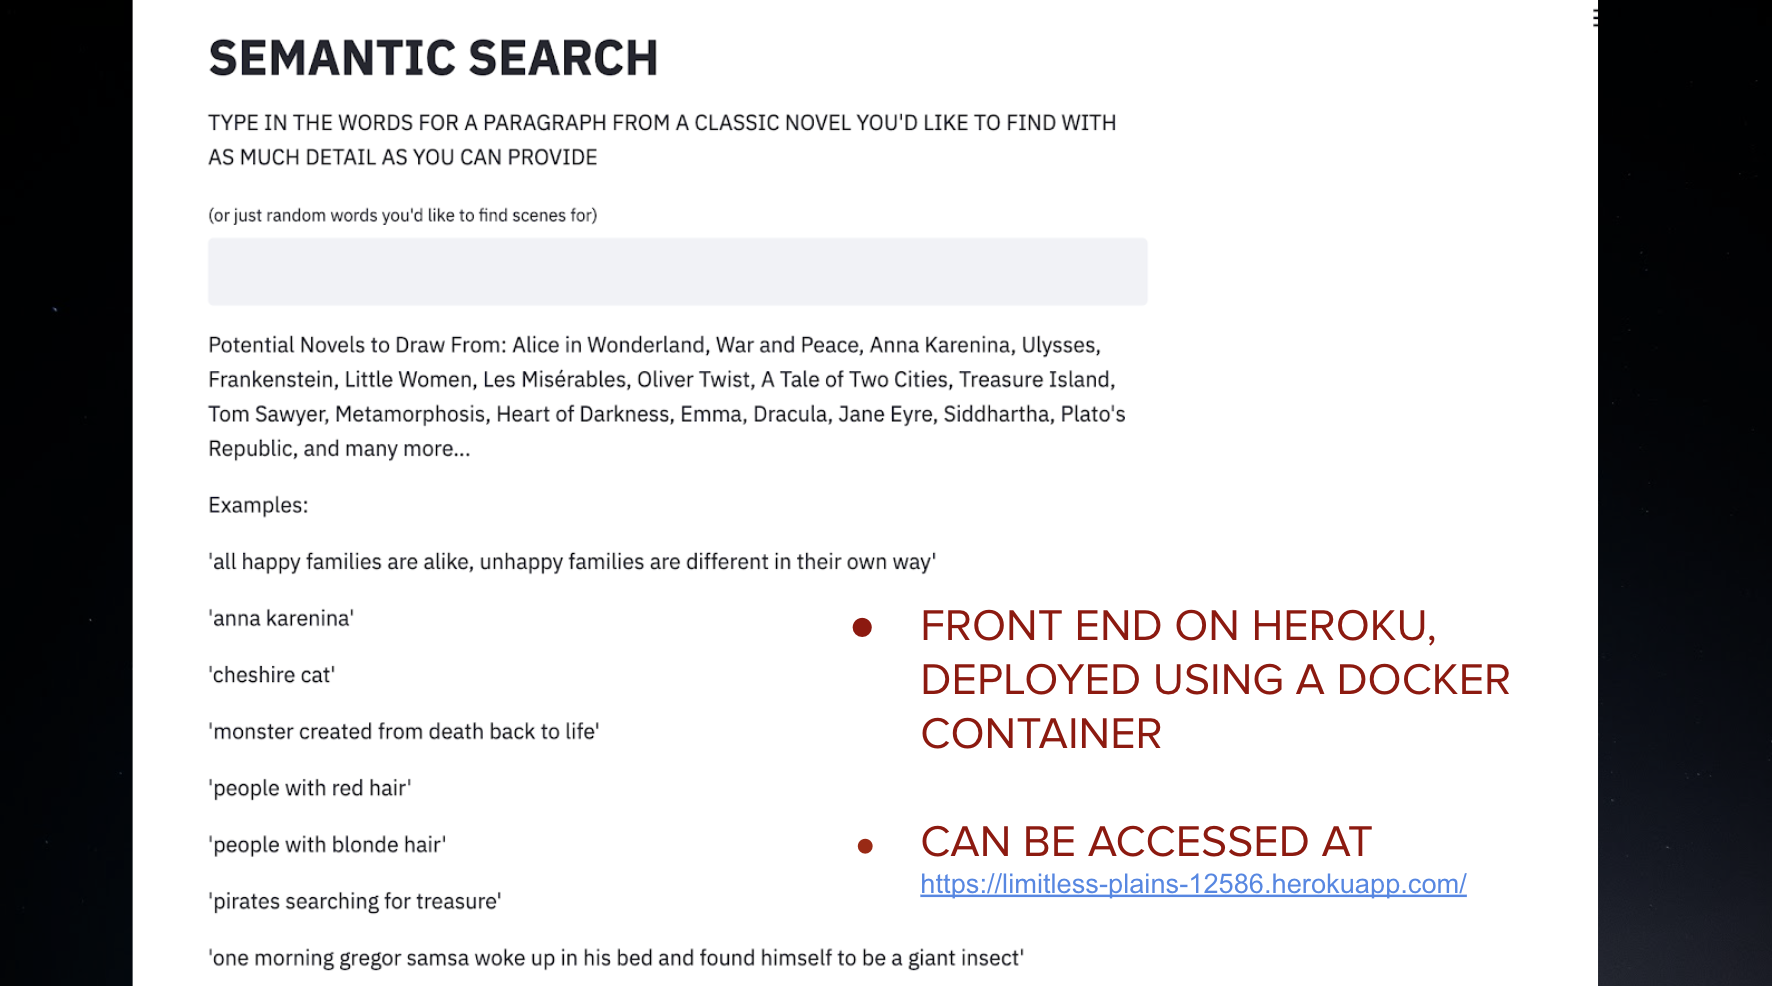 SEMANTIC SEARCH
TYPE IN THE WORDS FOR A PARAGRAPH FROM A CLASSIC NOVEL YOU'D LIKE TO FIND WITH
AS MUCH DETAIL AS YOU CAN PROVIDE
(or just random words you'd like to find scenes for)
Potential Novels to Draw From: Alice in Wonderland, War and Peace, Anna Karenina, Ulysses,
Frankenstein, Little Women, Les Misérables, Oliver Twist, A Tale of Two Cities, Treasure Island,
Tom Sawyer, Metamorphosis, Heart of Darkness, Emma, Dracula, Jane Eyre, Siddhartha, Plato's
Republic, and many more...
Examples:
'all happy families are alike, unhappy families are different in their own way'
'anna karenina'
'cheshire cat'
'monster created from death back to life'
'people with red hair'
'people with blonde hair'
'pirates searching for treasure'
'one morning gregor samsa woke up in his bed and found himself to be a giant insect'
● FRONT END ON HEROKU,
DEPLOYED USING A DOCKER
CONTAINER
● CAN BE ACCESSED AT
https://limitless-plains-12586.herokuapp.com/